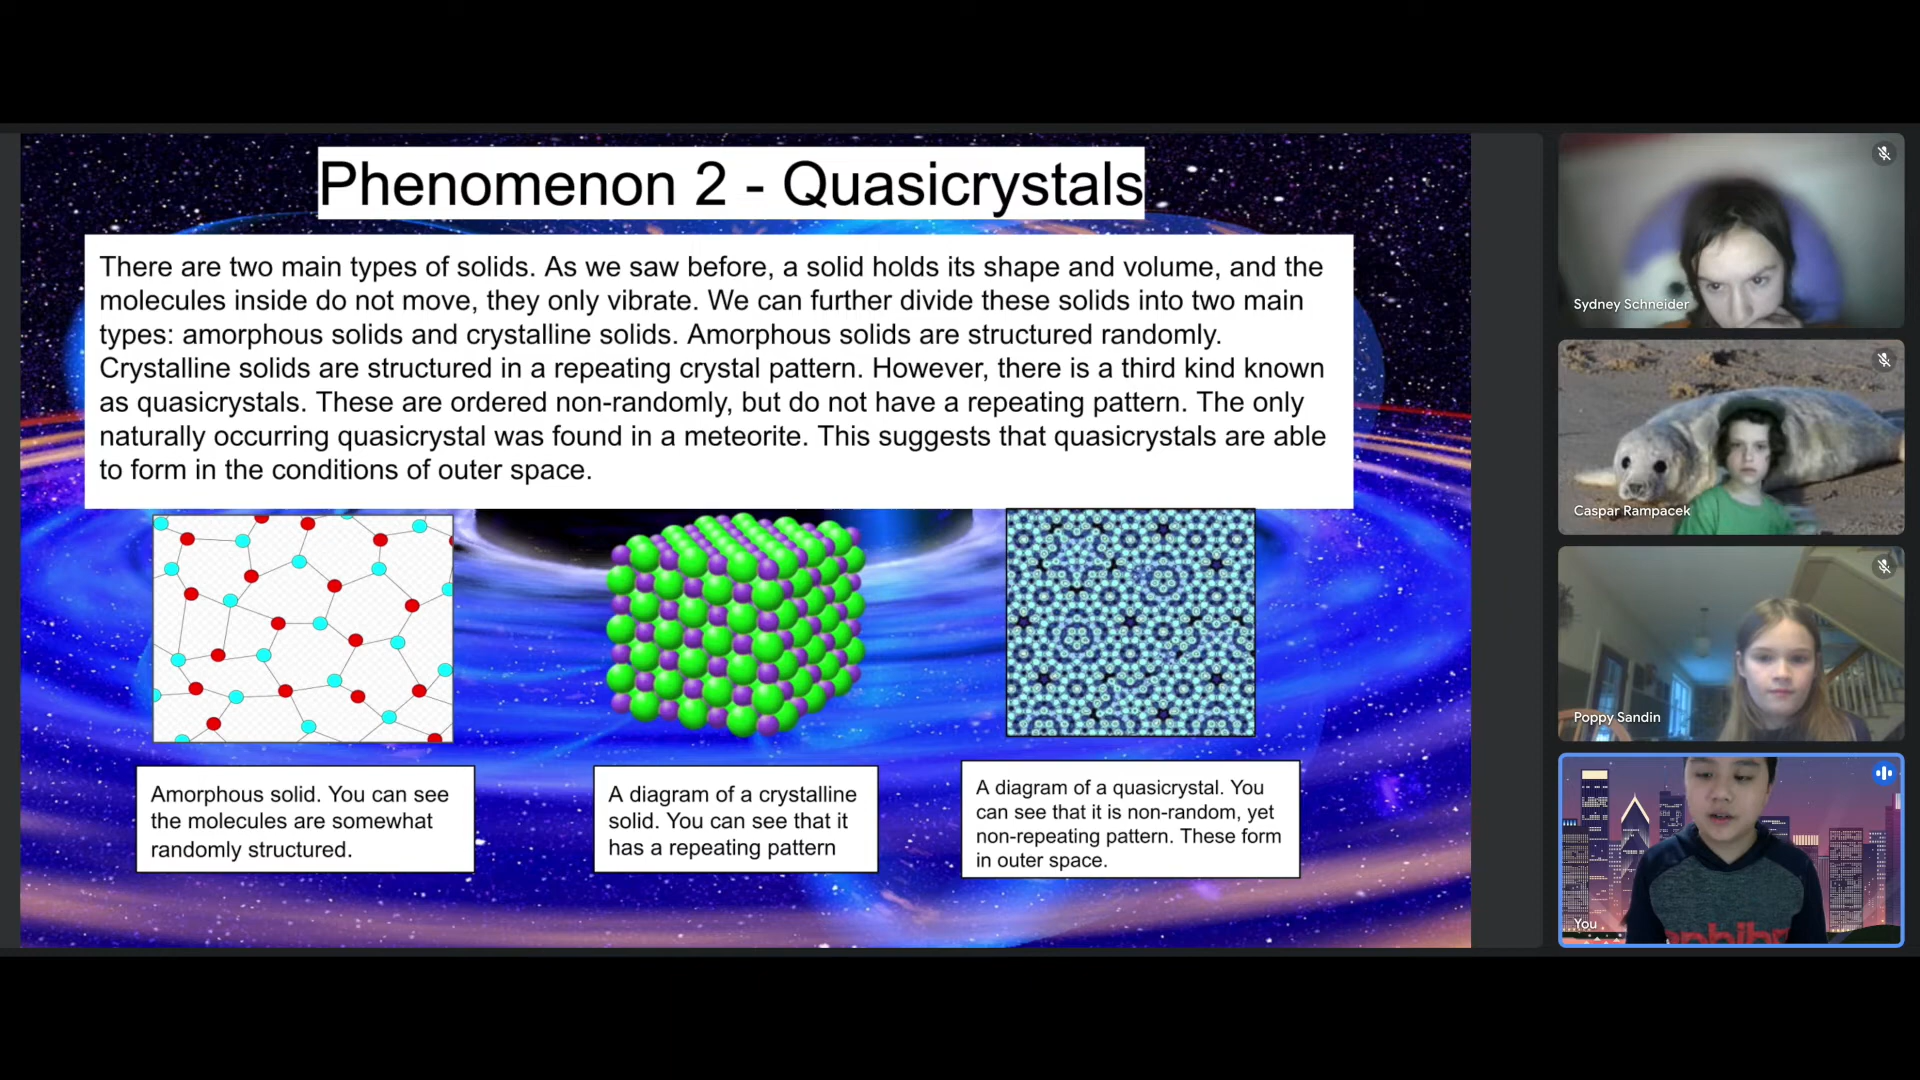 Phenomenon 2 - Quasicrystals
There are two main types of solids. As we saw before, a solid holds its shape and volume, and the
molecules inside do not move, they only vibrate. We can further divide these solids into two main
types: amorphous solids and crystalline solids. Amorphous solids are structured randomly.
Crystalline solids are structured in a repeating crystal pattern. However, there is a third kind known
as quasicrystals. These are ordered non-randomly, but do not have a repeating pattern. The only
naturally occurring quasicrystal was found in a meteorite. This suggests that quasicrystals are able
to form in the conditions of outer space.
Amorphous solid. You can see
the molecules are somewhat
randomly structured.
A diagram of a crystalline
solid. You can see that it
has a repeating pattern
A diagram of a quasicrystal. You
can see that it is non-random, yet
non-repeating pattern. These form
in outer space.
Sydney Schneider
Caspar Rampacek
Poppy Sandin
You